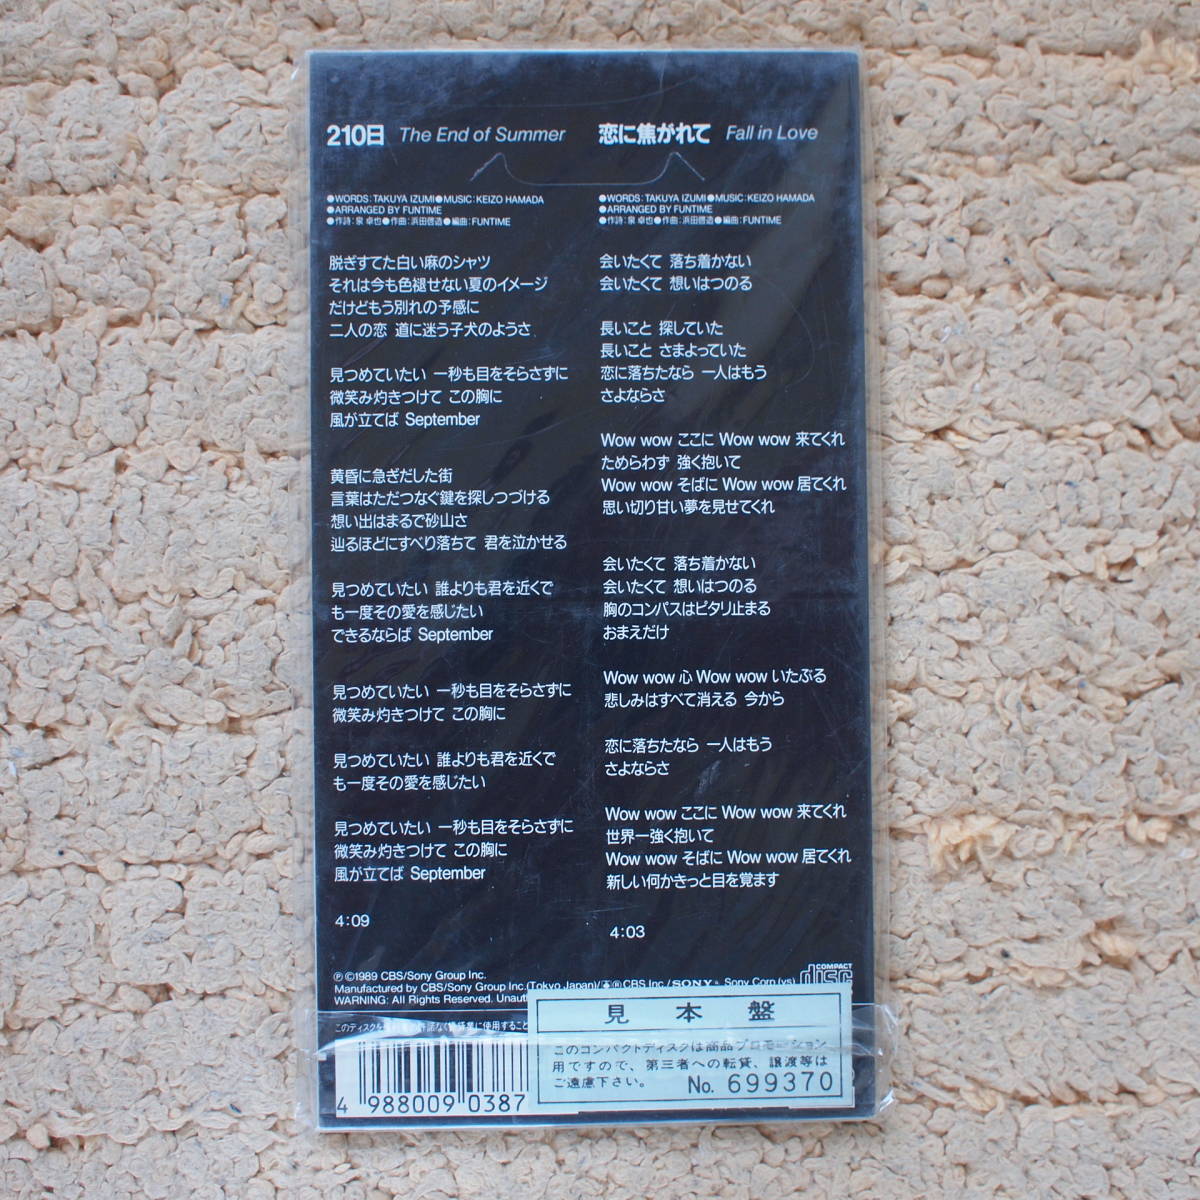 210日 The End of Summer
●WORDS: TAKUYA IZUMI●MUSIC: KEIZO HAMADA
●ARRANGED BY FUNTIME
●作詩:泉 卓也●作曲:浜田啓造●編曲:FUNTIME
脱ぎすてた白い麻のシャツ
それは今も色褪せない夏のイメージ
だけどもう別れの予感に
二人の恋 道に迷う子犬のようさ
見つめていたい 一秒も目をそらさずに
微笑み灼きつけて この胸に
風が立てば September
黄昏に急ぎだした街
言葉はただつなぐ鍵を探しつづける
想い出はまるで砂山さ
辿るほどにすべり落ちて 君を泣かせる
見つめていたい 誰よりも君を近くで
も一度その愛を感じたい
できるならば September
見つめていたい 一秒も目をそらさずに
微笑み灼きつけて この胸に
見つめていたい 誰よりも君を近くで
も一度その愛を感じたい
見つめていたい 一秒も目をそらさずに
微笑み灼きつけて この胸に
風が立てば September
4:09
恋に焦がれて Fall in Love
●WORDS: TAKUYA IZUMI●MUSIC: KEIZO HAMADA
●ARRANGED BY FUNTIME
●作詩:泉 卓也●作曲:浜田啓造●編曲:FUNTIME
会いたくて 落ち着かない
会いたくて 想いはつのる
長いこと 探していた
長いこと さまよっていた
恋に落ちたなら 一人はもう
さよならさ
Wow wow ここに Wow wow 来てくれ
ためらわず 強く抱いて
Wow wow そばに Wow wow 居てくれ
思い切り甘い夢を見せてくれ
会いたくて 落ち着かない
会いたくて 想いはつのる
胸のコンパスはピタリ止まる
おまえだけ
Wow wow 心 Wow wow いたぶる
悲しみはすべて消える 今から
恋に落ちたなら 一人はもう
さよならさ
Wow wow ここに Wow wow 来てくれ
世界一強く抱いて
Wow wow そばに Wow wow 居てくれ
新しい何かきっと目を覚ます
4:03
℗©1989 CBS/Sony Group Inc.
Manufactured by CBS/Sony Group Inc. (Tokyo Japan)/ ® CBS Inc./SONY® Sony Corp (vs)
WARNING: All Rights Reserved.
COMPACT disc
このディスクを
許諾なく
業に使用すること
4 988009 0387
見本盤
このコンパクトディスクは商品プロモーション
用ですので、第三者への転貸、譲渡等は
ご遠慮下さい。 No. 699370